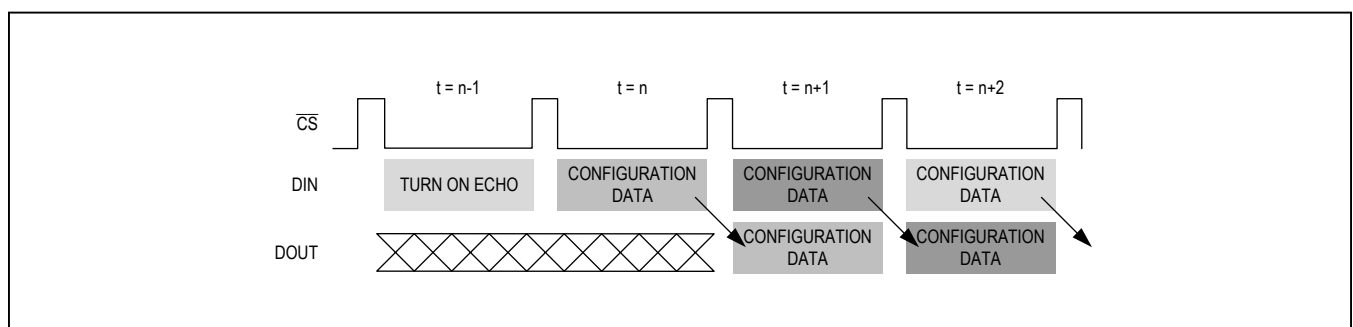 t = n-1 t = n t = n+1 t = n+2
CS
DIN TURN ON ECHO CONFIGURATION DATA CONFIGURATION DATA CONFIGURATION DATA
DOUT CONFIGURATION DATA CONFIGURATION DATA